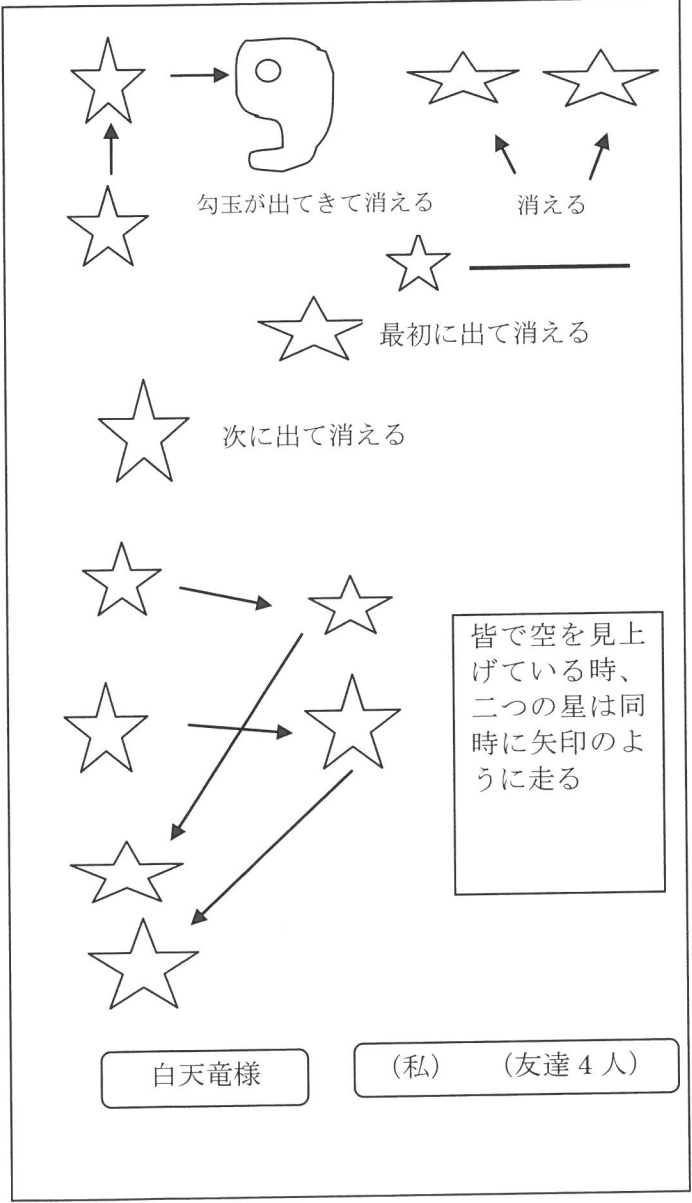 勾玉が出てきて消える
消える
最初に出て消える
次に出て消える
皆で空を見上
げている時、
二つの星は同
時に矢印のよ
うに走る
白天竜様
（私）　（友達４人）